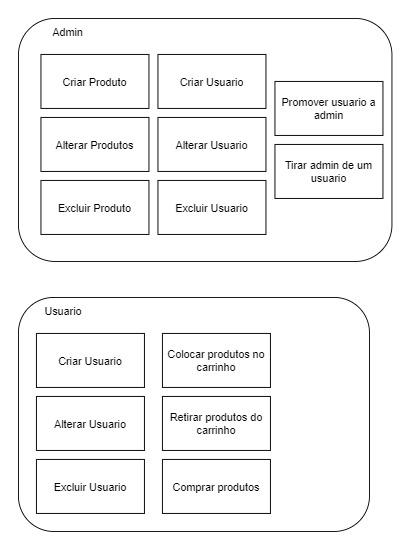 Admin
Criar Produto
Criar Usuario
Promover usuario a
admin
Alterar Produtos
Alterar Usuario
Tirar admin de um
usuario
Excluir Produto
Excluir Usuario
Usuario
Criar Usuario
Colocar produtos no
carrinho
Alterar Usuario
Retirar produtos do
carrinho
Excluir Usuario
Comprar produtos